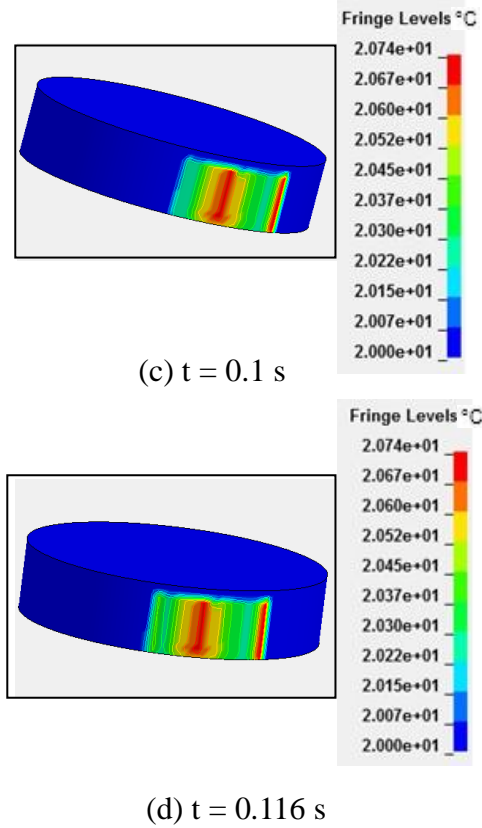 Fringe Levels °C
2.074e+01
2.067e+01
2.060e+01
2.052e+01
2.045e+01
2.037e+01
2.030e+01
2.022e+01
2.015e+01
2.007e+01
2.000e+01
(c) t = 0.1 s
Fringe Levels °C
2.074e+01
2.067e+01
2.060e+01
2.052e+01
2.045e+01
2.037e+01
2.030e+01
2.022e+01
2.015e+01
2.007e+01
2.000e+01
(d) t = 0.116 s